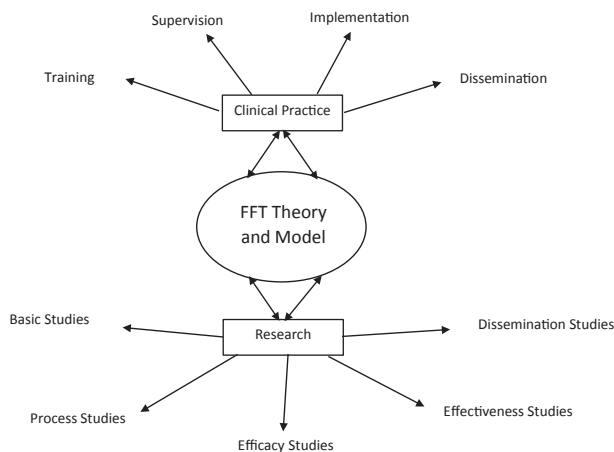 Supervision
Implementation
Training
Dissemination
Clinical Practice
FFT Theory
and Model
Basic Studies
Research
Dissemination Studies
Process Studies
Effectiveness Studies
Efficacy Studies